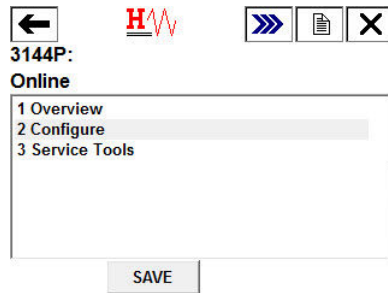 H
3144P:
Online
1 Overview
2 Configure
3 Service Tools
SAVE